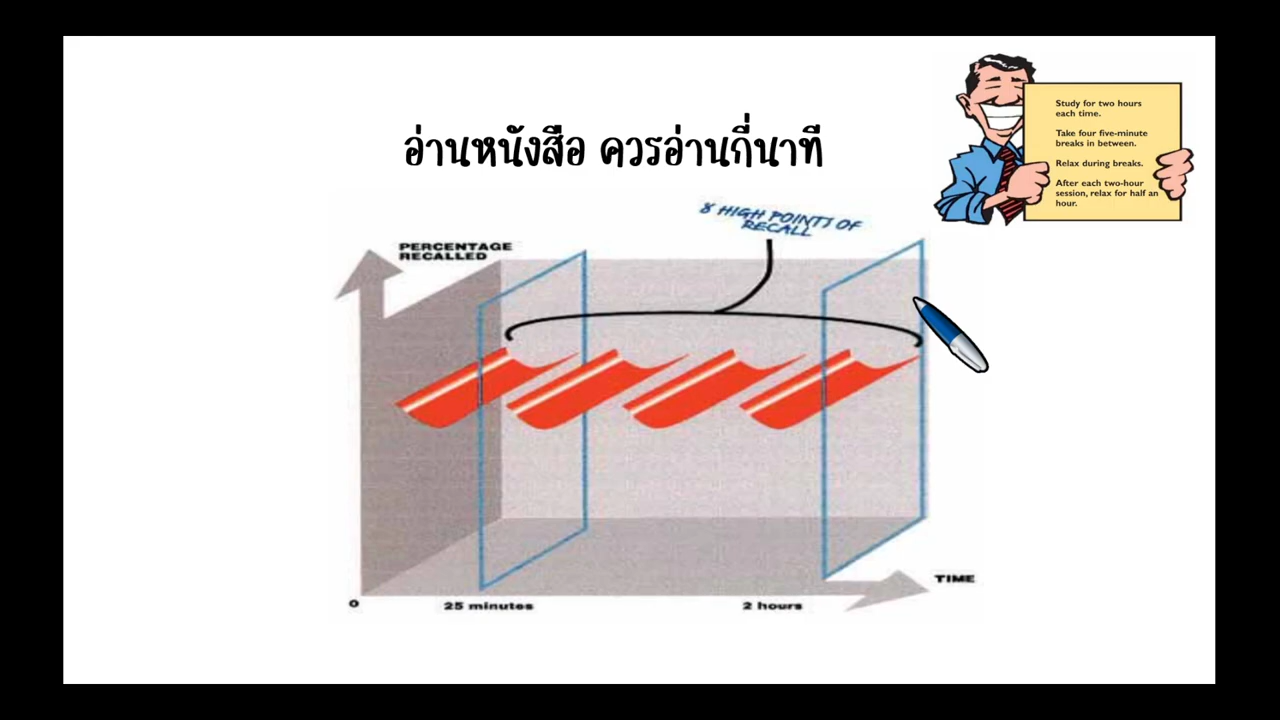 อ่านหนังสือ ควรอ่านกี่นาที
Study for two hours
each time.
Take four five-minute
breaks in between.
Relax during breaks.
After each two-hour
session, relax for half an
hour.
8 HIGH POINTS OF
RECALL
PERCENTAGE
RECALLED
TIME
0
25 minutes
2 hours